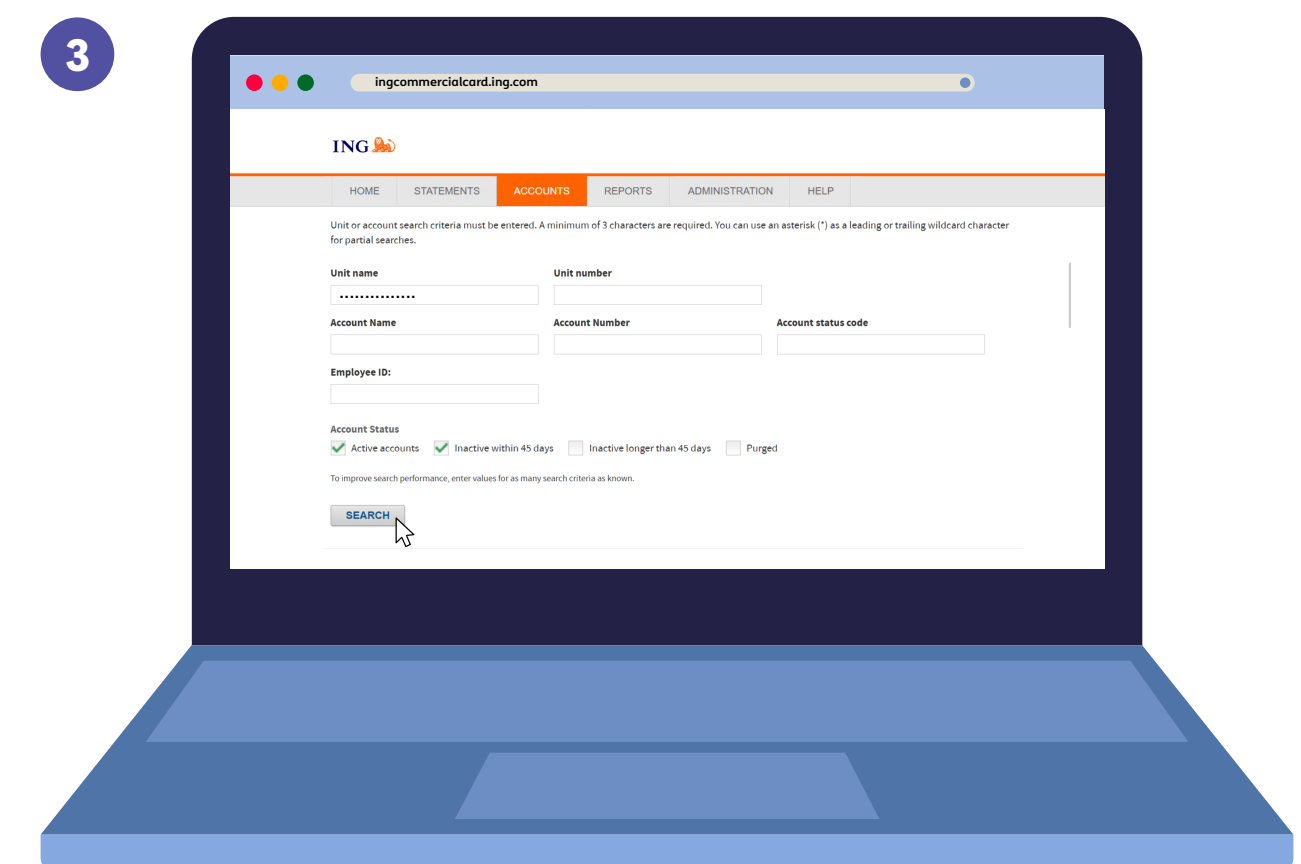 3
ingcommercialcard.ing.com
ING
HOME STATEMENTS ACCOUNTS REPORTS ADMINISTRATION HELP
Unit or account search criteria must be entered. A minimum of 3 characters are required. You can use an asterisk (*) as a leading or trailing wildcard character
for partial searches.
Unit name Unit number
...............
Account Name Account Number Account status code
Employee ID:
Account Status
Active accounts Inactive within 45 days Inactive longer than 45 days Purged
To improve search performance, enter values for as many search criteria as known.
SEARCH